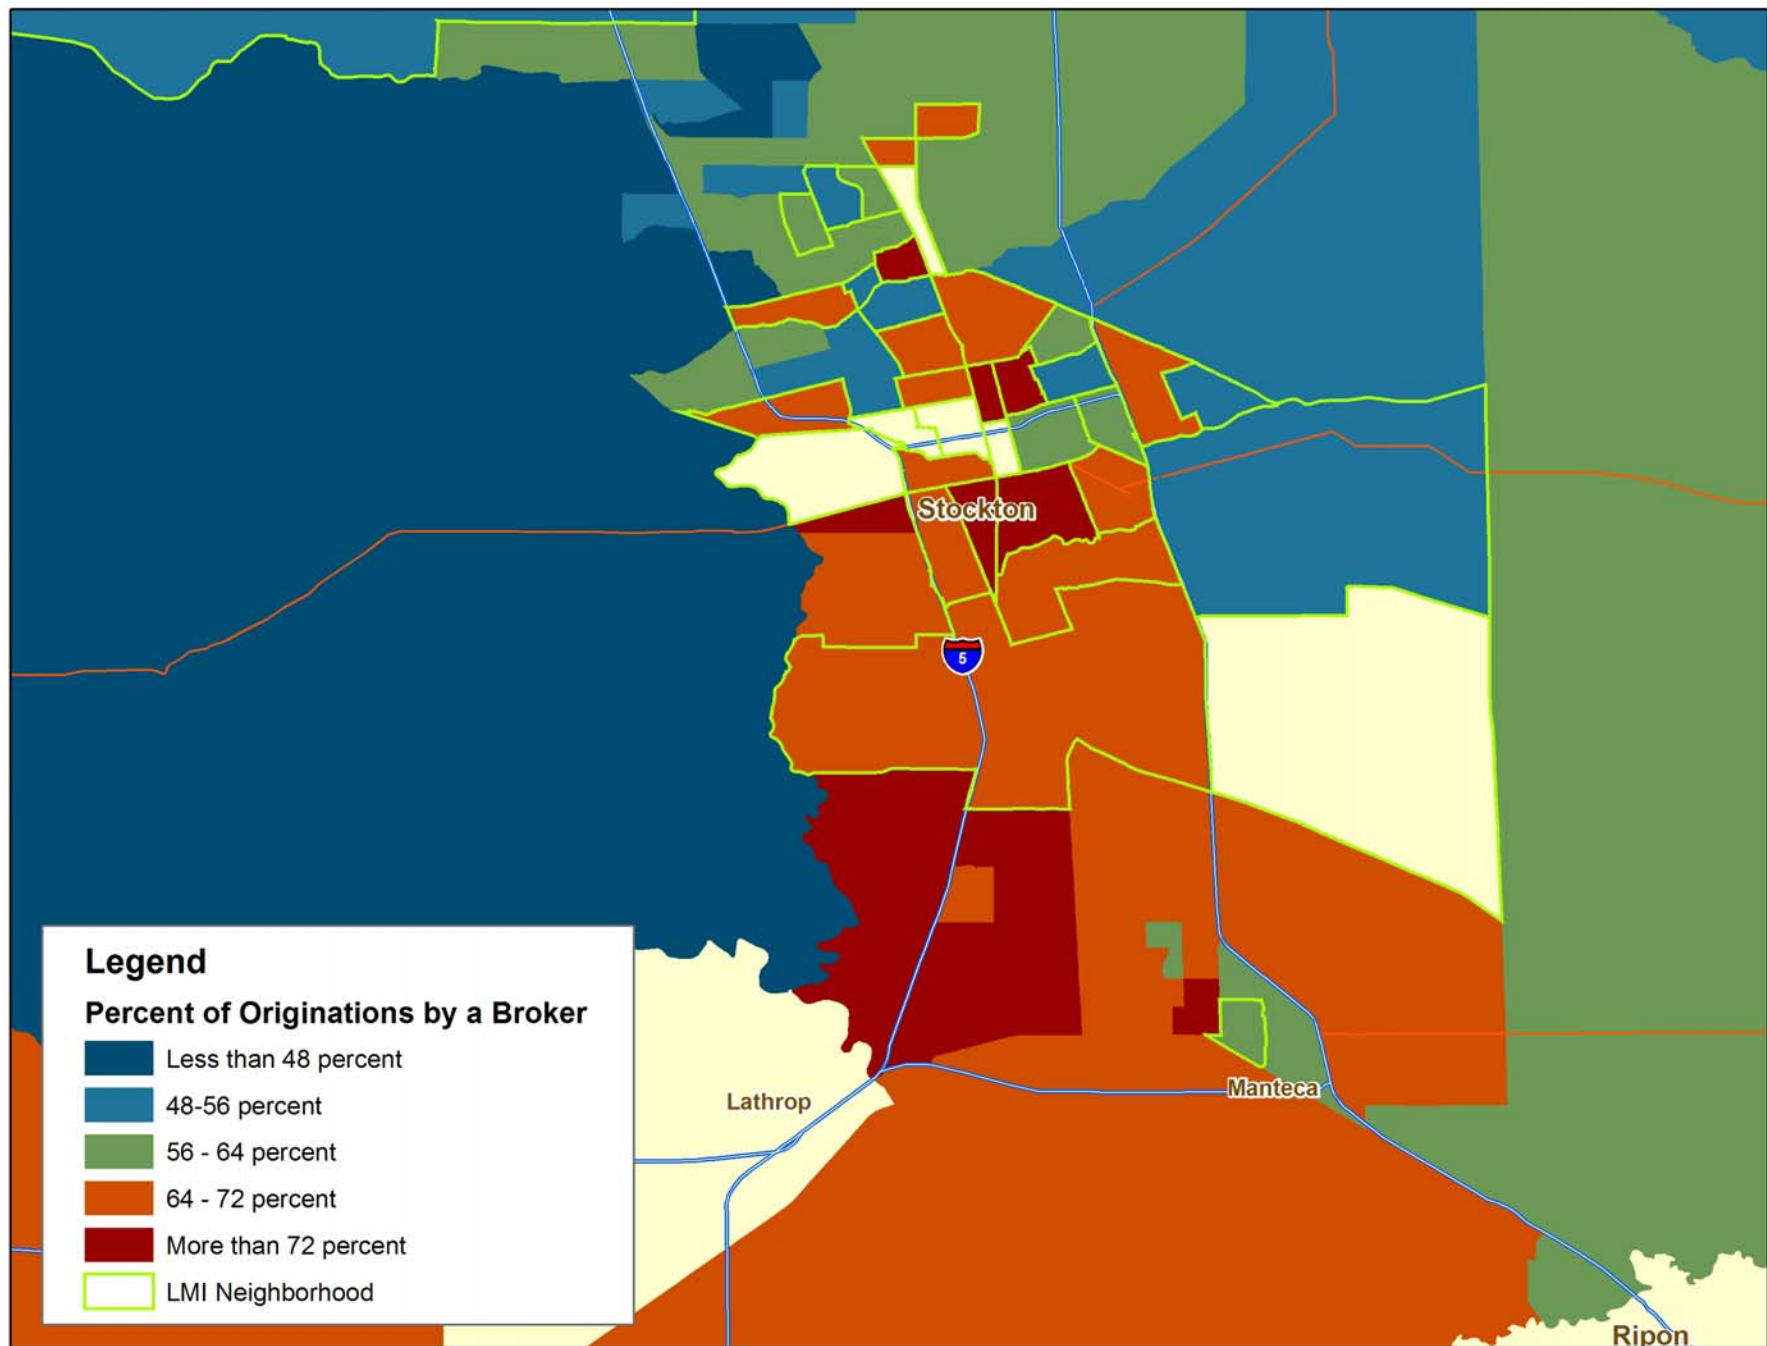 Stockton
5
Lathrop
Manteca
Ripon
Legend
Percent of Originations by a Broker
Less than 48 percent
48-56 percent
56 - 64 percent
64 - 72 percent
More than 72 percent
LMI Neighborhood